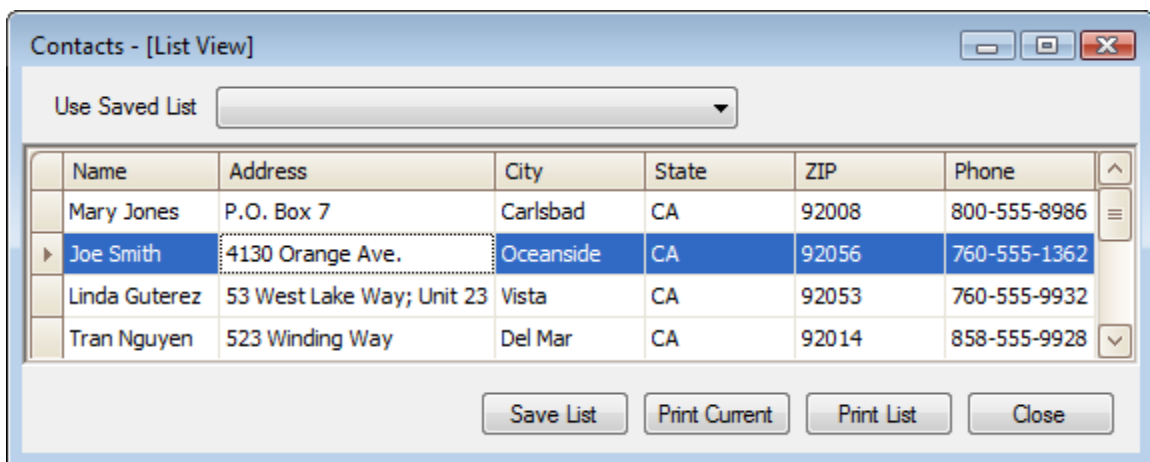 Contacts - [List View]
Use Saved List
Name Address City State ZIP Phone
Mary Jones P.O. Box 7 Carlsbad CA 92008 800-555-8986
Joe Smith 4130 Orange Ave. Oceanside CA 92056 760-555-1362
Linda Guterez 53 West Lake Way; Unit 23 Vista CA 92053 760-555-9932
Tran Nguyen 523 Winding Way Del Mar CA 92014 858-555-9928
Save List Print Current Print List Close